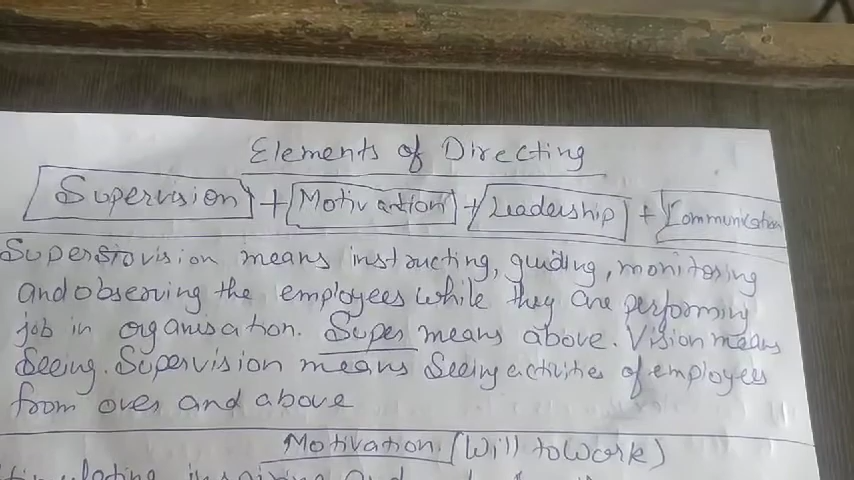 Elements of Directing
Supervision + Motivation + Leadership + Communication
Superstovision means instructing, guiding, monitoring
and observing the employees while they are performing
job in organisation. Super means above. Vision means
Seeing. Supervision means Seeing activities of employees
from over and above
Motivation (Will to Work)
inspiring and